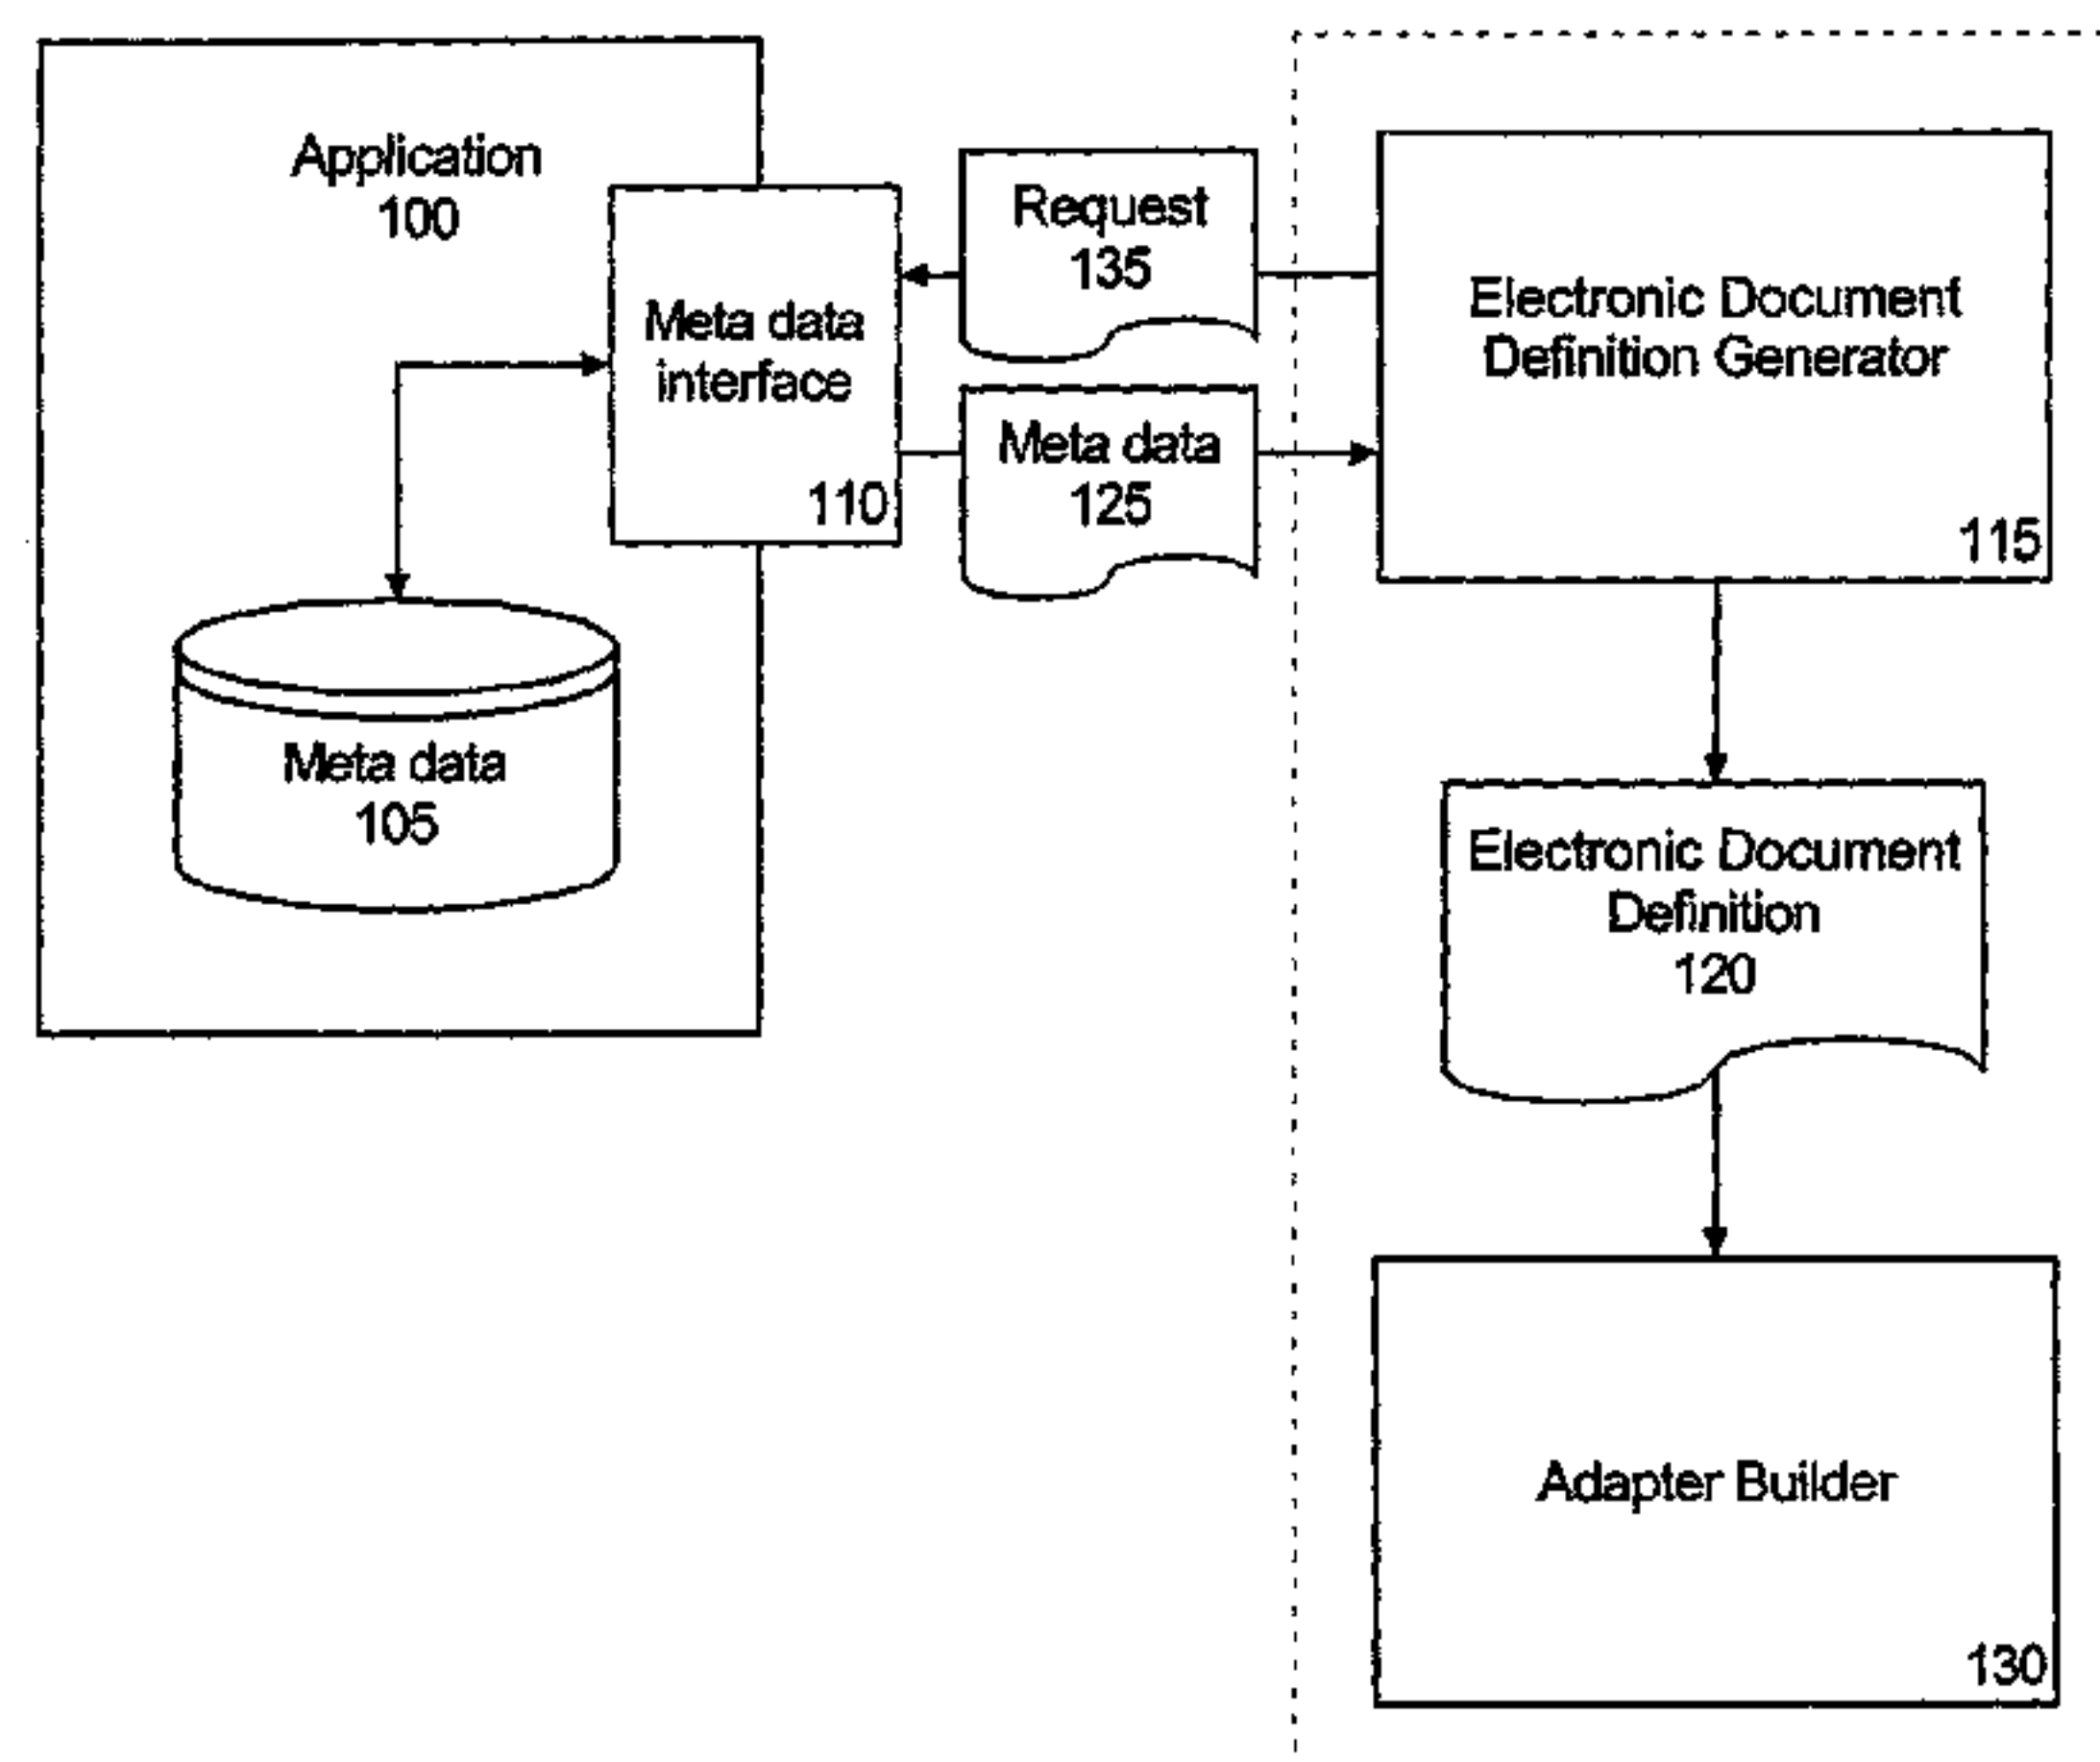 Application
100
Meta data
interface
110
Meta data
105
Request
135
Meta data
125
Electronic Document
Definition Generator
115
Electronic Document
Definition
120
Adapter Builder
130